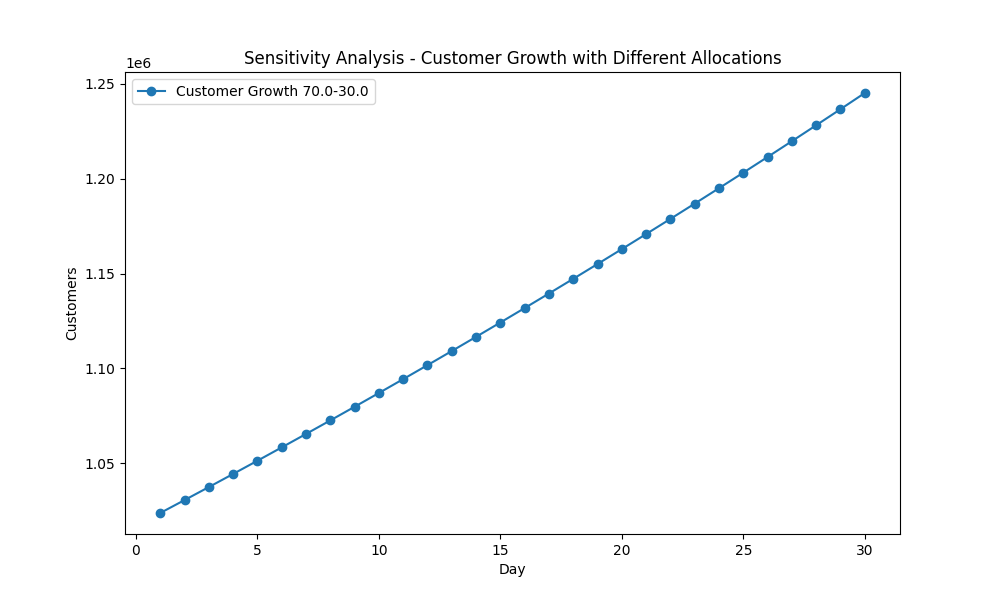 Sensitivity Analysis - Customer Growth with Different Allocations
1e6
Customer Growth 70.0-30.0
1.25
1.20
1.15
1.10
1.05
Customers
0 5 10 15 20 25 30
Day